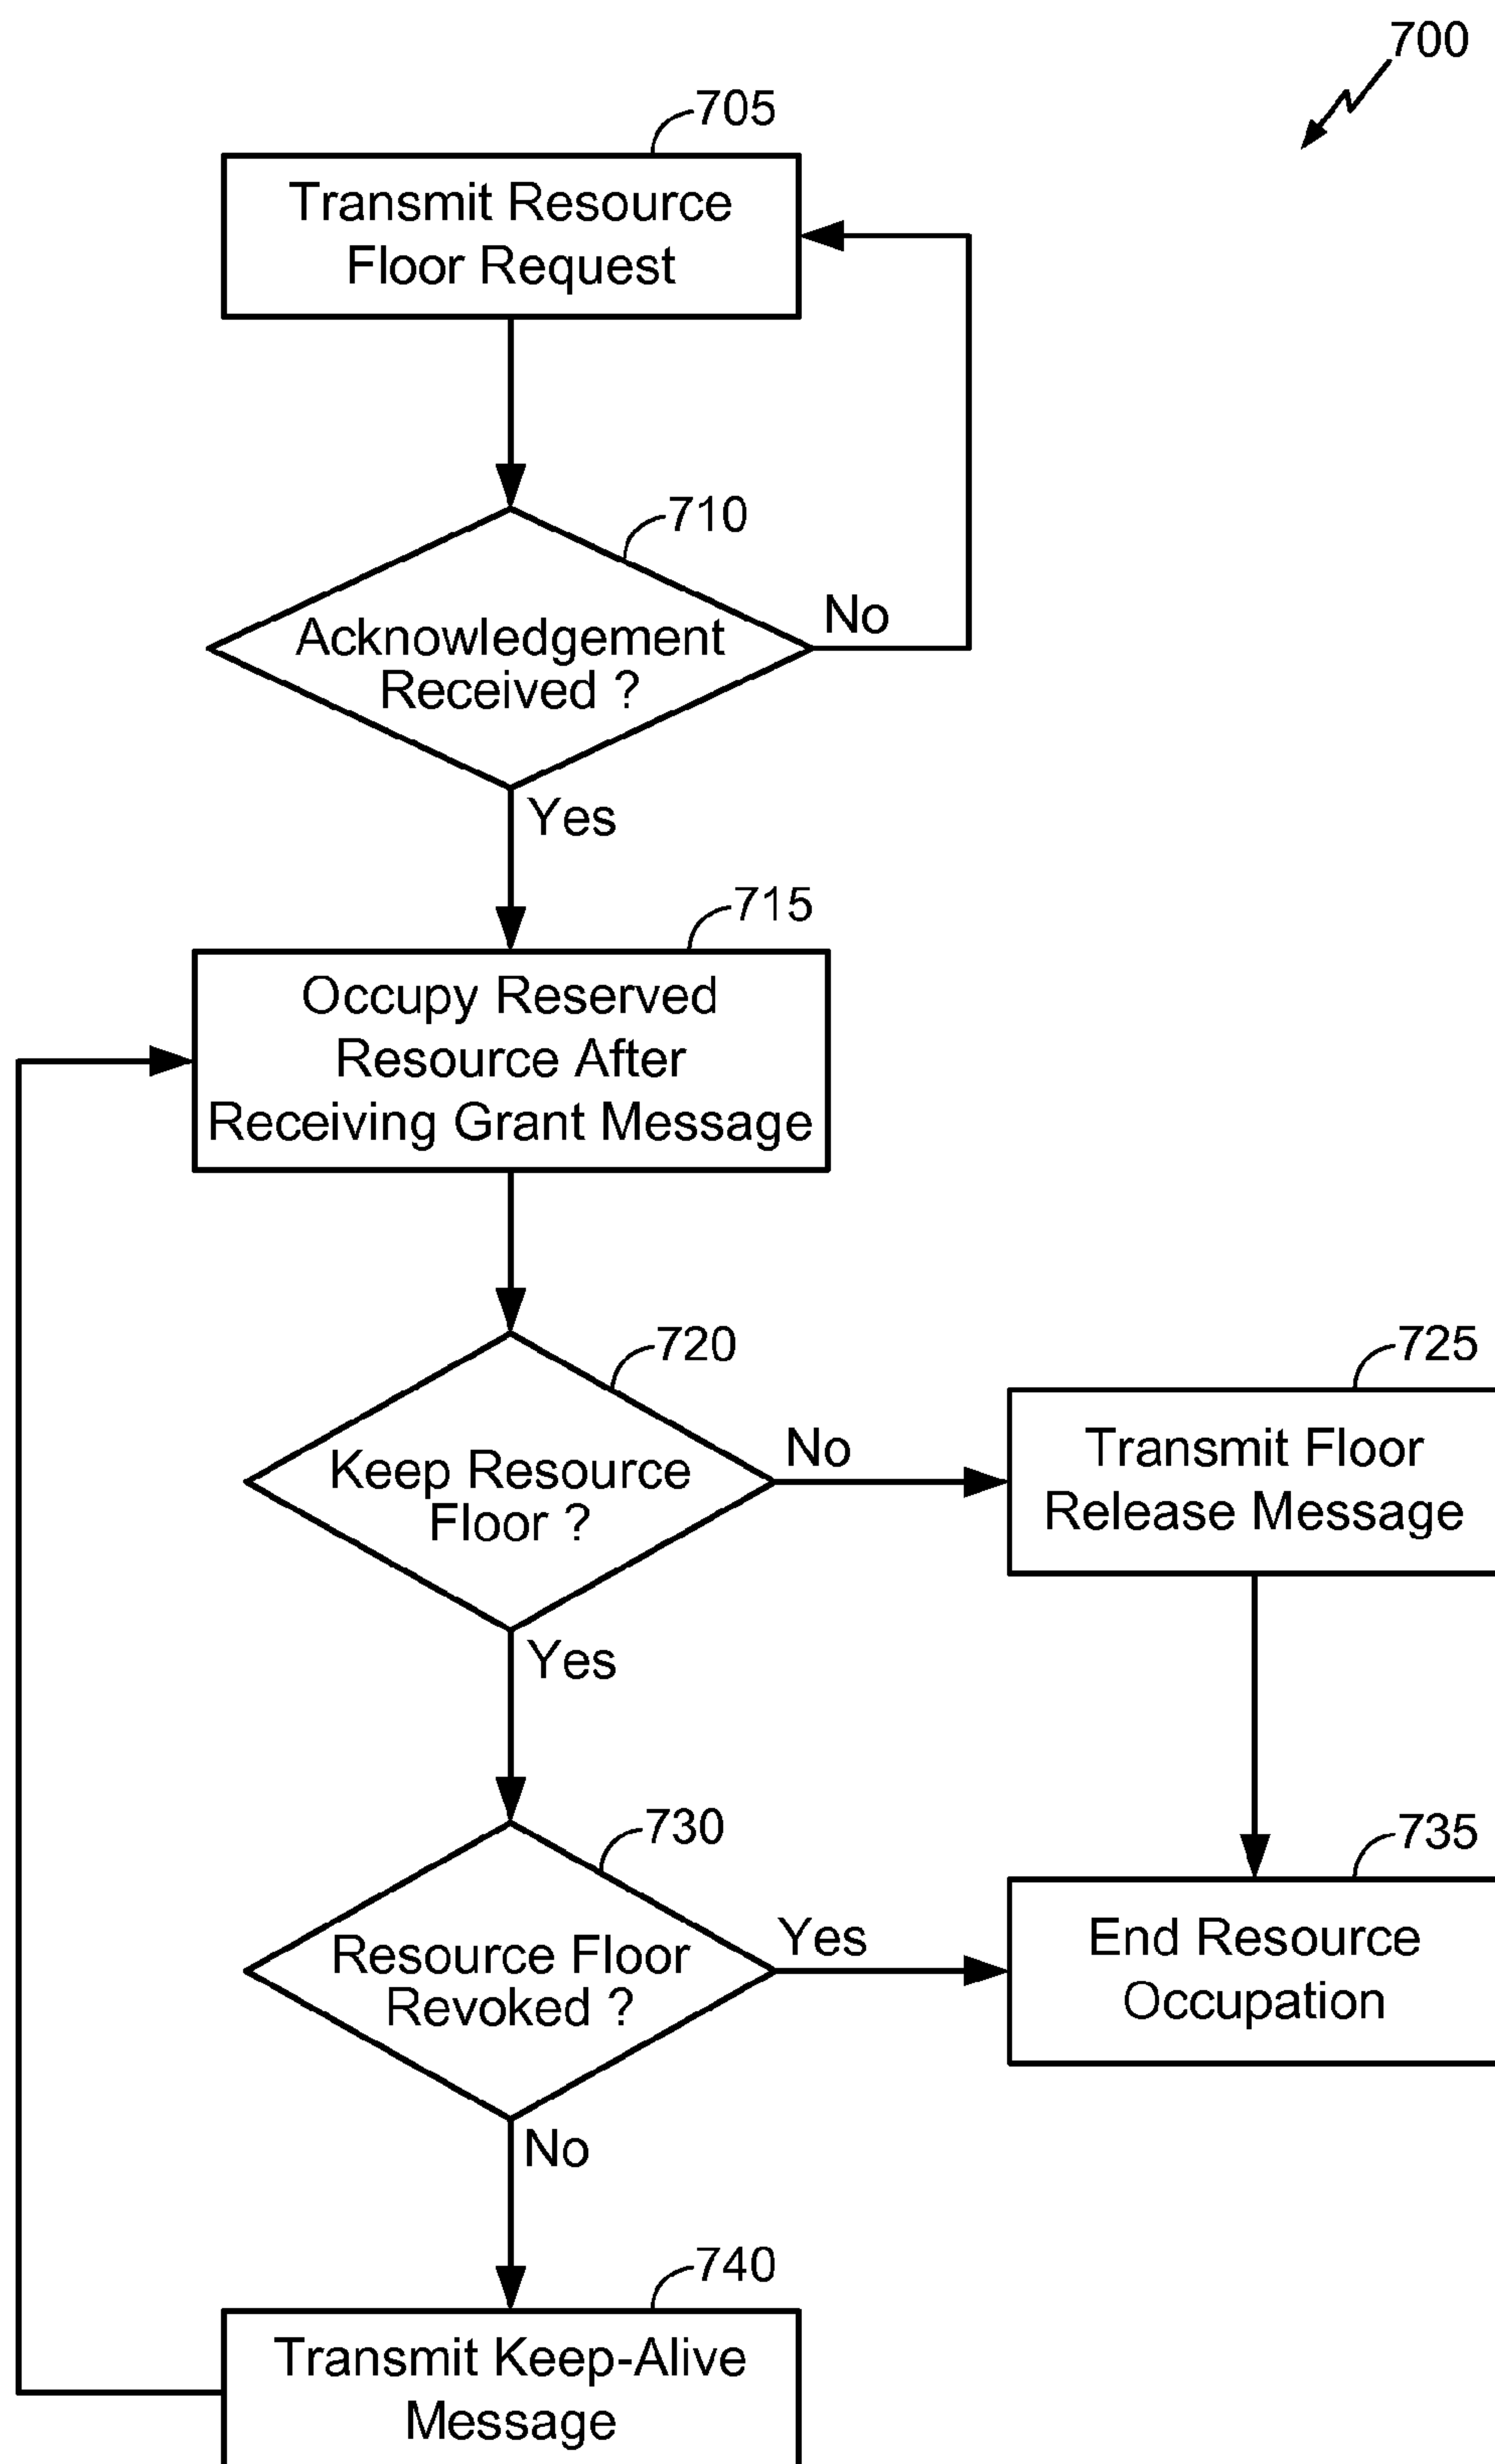 700
705
Transmit Resource
Floor Request
710
Acknowledgement
Received ?
No
Yes
715
Occupy Reserved
Resource After
Receiving Grant Message
720
Keep Resource
Floor ?
No
725
Transmit Floor
Release Message
Yes
730
Resource Floor
Revoked ?
Yes
735
End Resource
Occupation
No
740
Transmit Keep-Alive
Message